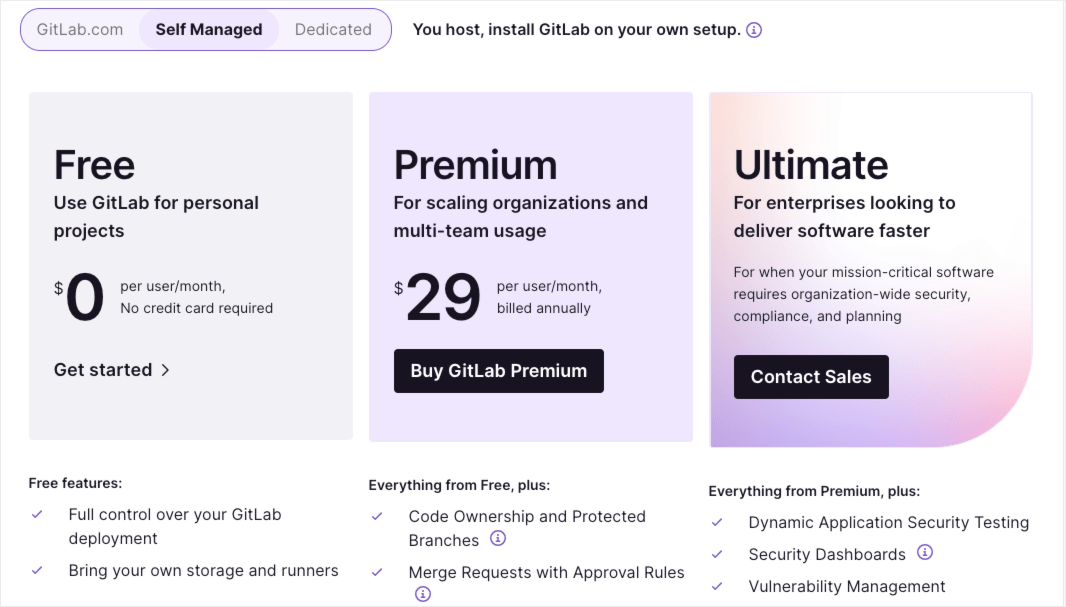 GitLab.com Self Managed Dedicated You host, install GitLab on your own setup.
Free
Use GitLab for personal
projects
$0 per user/month,
No credit card required
Get started
Premium
For scaling organizations and
multi-team usage
$29 per user/month,
billed annually
Buy GitLab Premium
Ultimate
For enterprises looking to
deliver software faster
For when your mission-critical software
requires organization-wide security,
compliance, and planning
Contact Sales
Free features:
Full control over your GitLab
deployment
Bring your own storage and runners
Everything from Free, plus:
Code Ownership and Protected
Branches
Merge Requests with Approval Rules
Everything from Premium, plus:
Dynamic Application Security Testing
Security Dashboards
Vulnerability Management